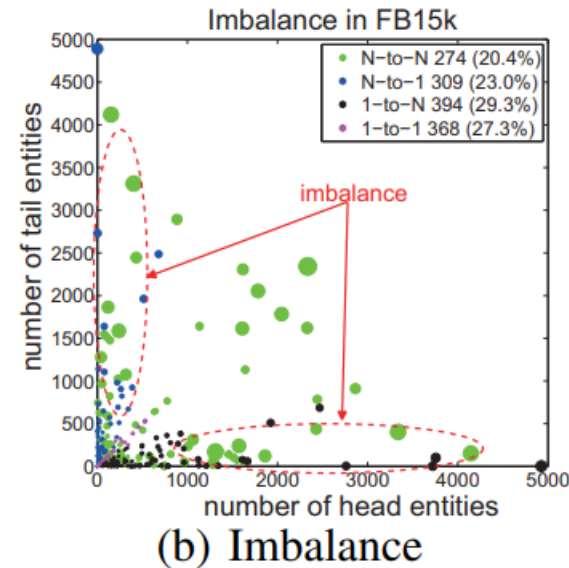 Imbalance in FB15k
5000
4500
4000
3500
3000
2500
2000
1500
1000
500
0
number of tail entities
N-to-N 274 (20.4%)
N-to-1 309 (23.0%)
1-to-N 394 (29.3%)
1-to-1 368 (27.3%)
imbalance
0 1000 2000 3000 4000 5000
number of head entities
(b) Imbalance